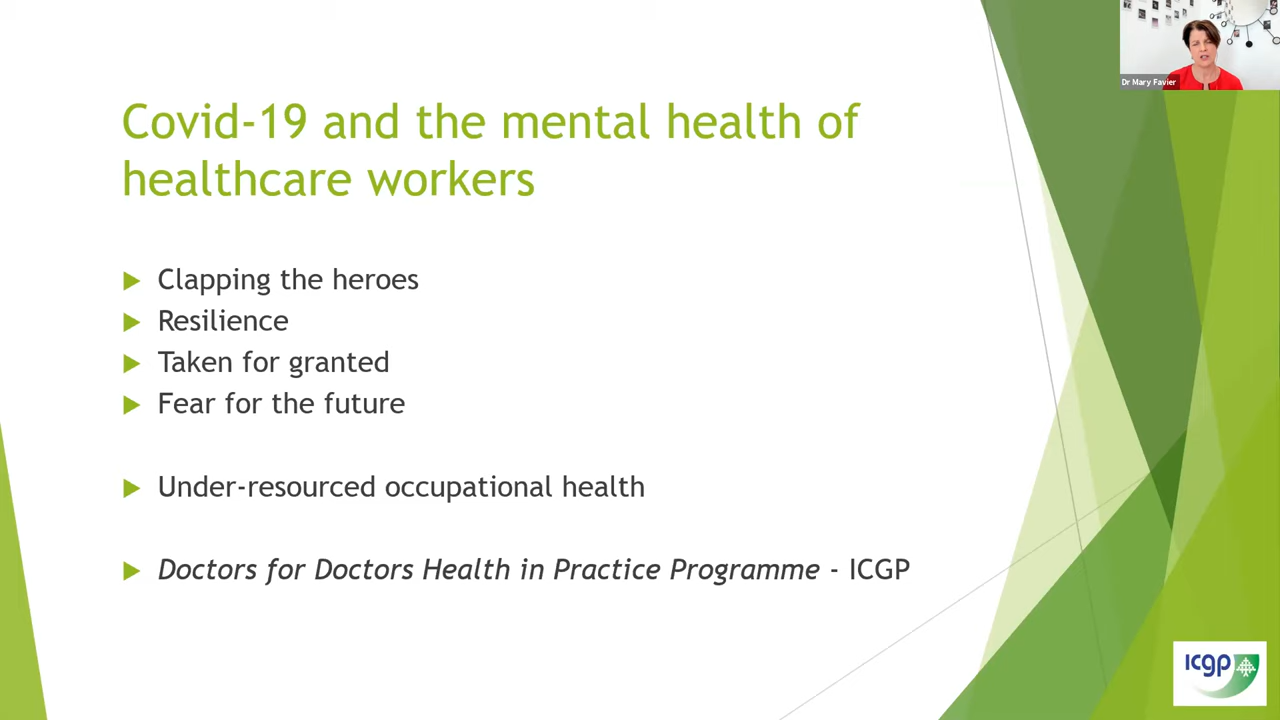 Dr Mary Favier
Covid-19 and the mental health of
healthcare workers
Clapping the heroes
Resilience
Taken for granted
Fear for the future
Under-resourced occupational health
Doctors for Doctors Health in Practice Programme - ICGP
icgp